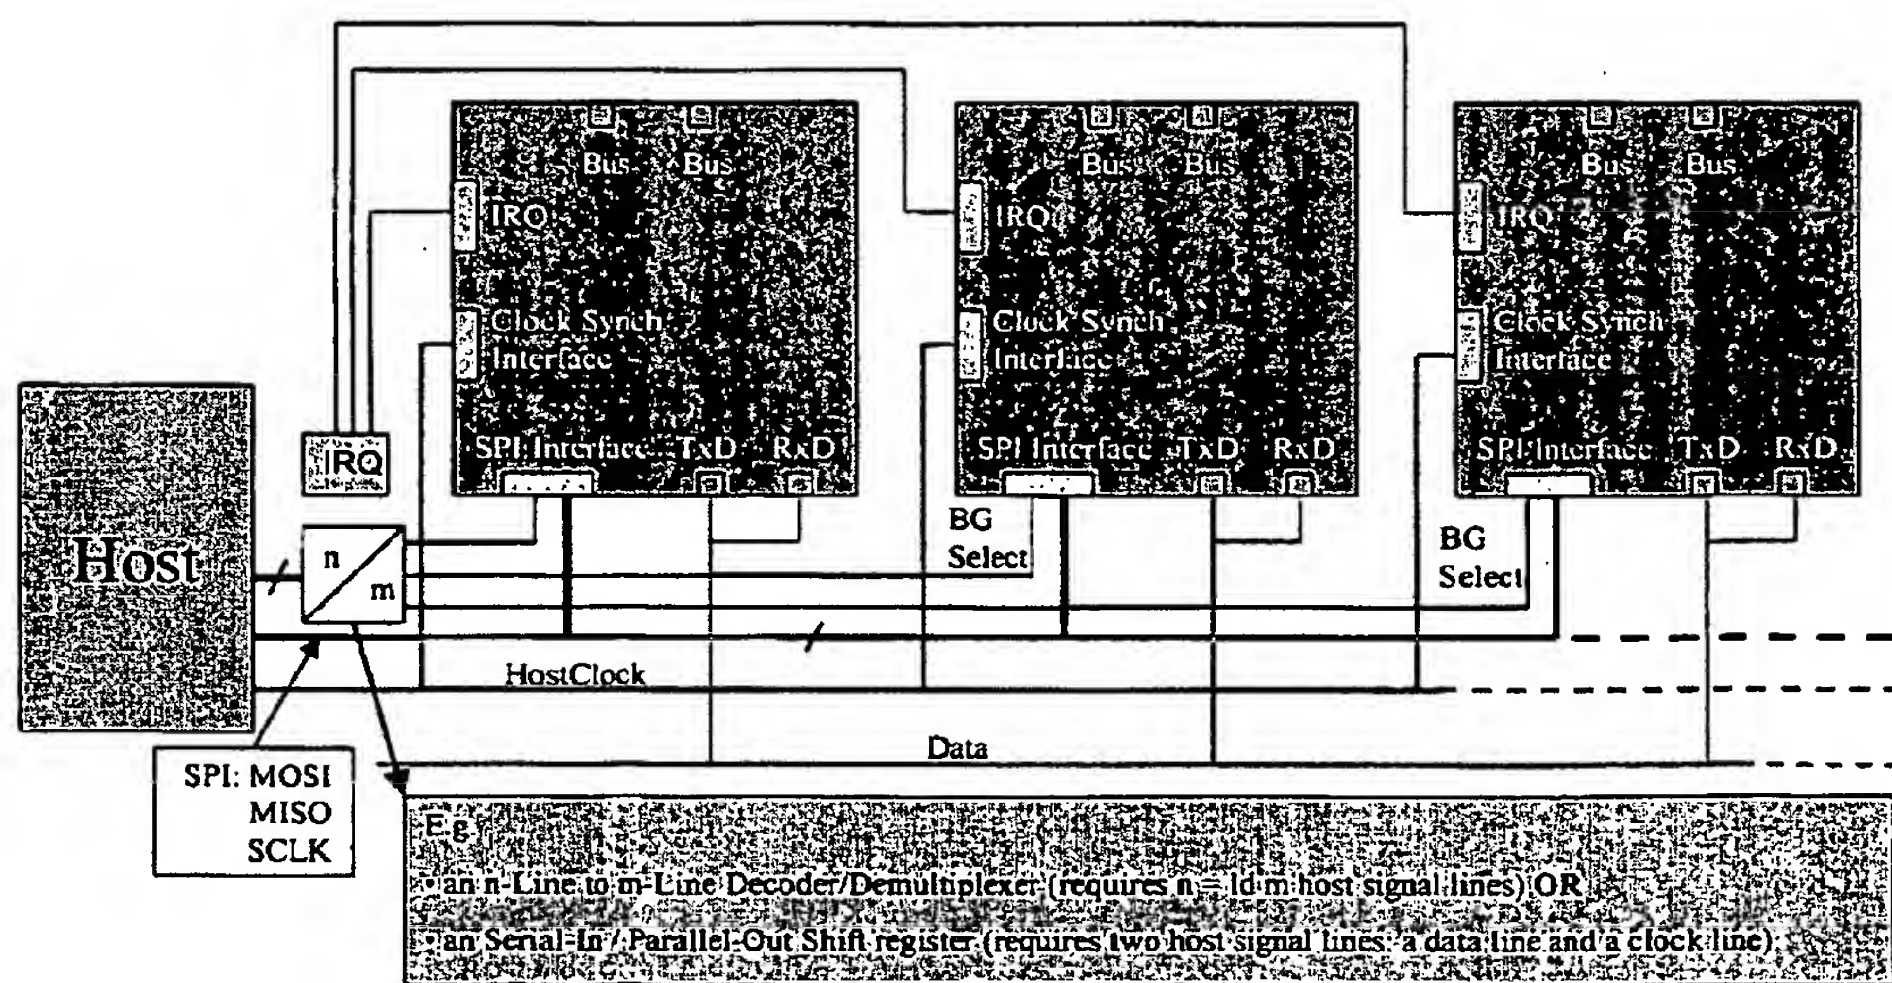 Bus Bus
IRQ
Clock Synch
Interface
SPI Interface TxD RxD
Bus Bus
IRQ
Clock Synch
Interface
SPI Interface TxD RxD
Bus Bus
IRQ
Clock Synch
Interface
SPI Interface TxD RxD
IRQ
Host
n
m
BG
Select
BG
Select
HostClock
Data
SPI: MOSI
MISO
SCLK
E.g.
• an n-Line to m-Line Decoder/Demultiplexer (requires n = ld m host signal lines) OR
• an Serial-In / Parallel-Out Shift register (requires two host signal lines: a data line and a clock line)